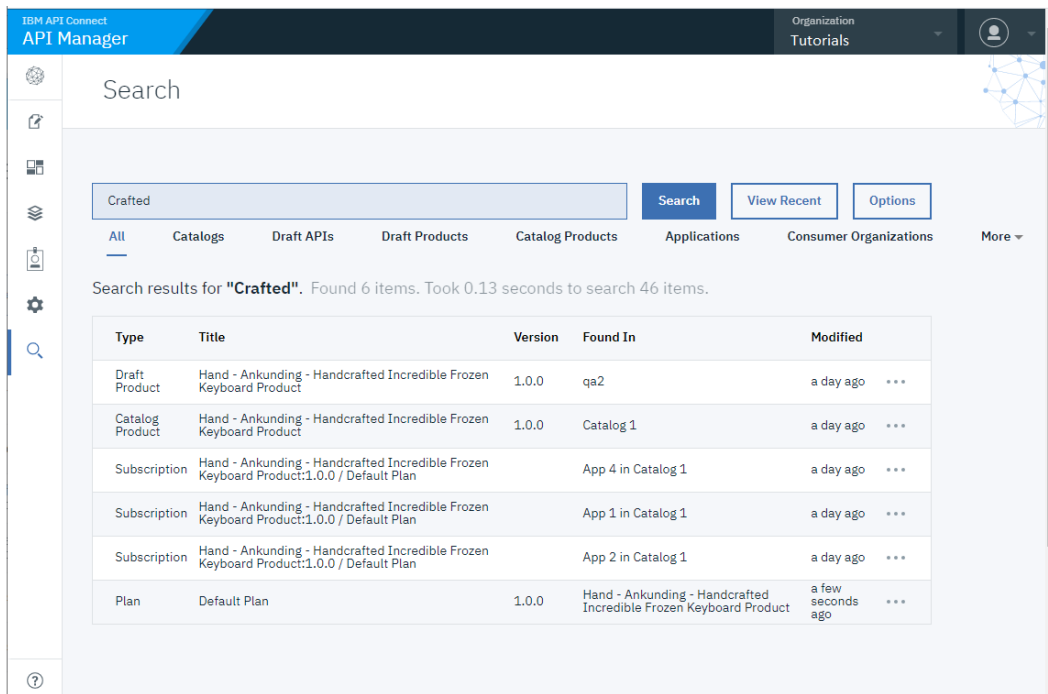 IBM API Connect
API Manager
Organization
Tutorials
Search
Crafted
Search
View Recent
Options
All Catalogs Draft APIs Draft Products Catalog Products Applications Consumer Organizations More
Search results for "Crafted". Found 6 items. Took 0.13 seconds to search 46 items.
Type Title Version Found In Modified
Draft Product
Hand - Ankunding - Handcrafted Incredible Frozen
Keyboard Product
1.0.0 qa2 a day ago
Catalog Product
Hand - Ankunding - Handcrafted Incredible Frozen
Keyboard Product
1.0.0 Catalog 1 a day ago
Subscription
Hand - Ankunding - Handcrafted Incredible Frozen
Keyboard Product:1.0.0 / Default Plan
App 4 in Catalog 1 a day ago
Subscription
Hand - Ankunding - Handcrafted Incredible Frozen
Keyboard Product:1.0.0 / Default Plan
App 1 in Catalog 1 a day ago
Subscription
Hand - Ankunding - Handcrafted Incredible Frozen
Keyboard Product:1.0.0 / Default Plan
App 2 in Catalog 1 a day ago
Plan Default Plan 1.0.0
Hand - Ankunding - Handcrafted
Incredible Frozen Keyboard Product
a few
seconds
ago
?